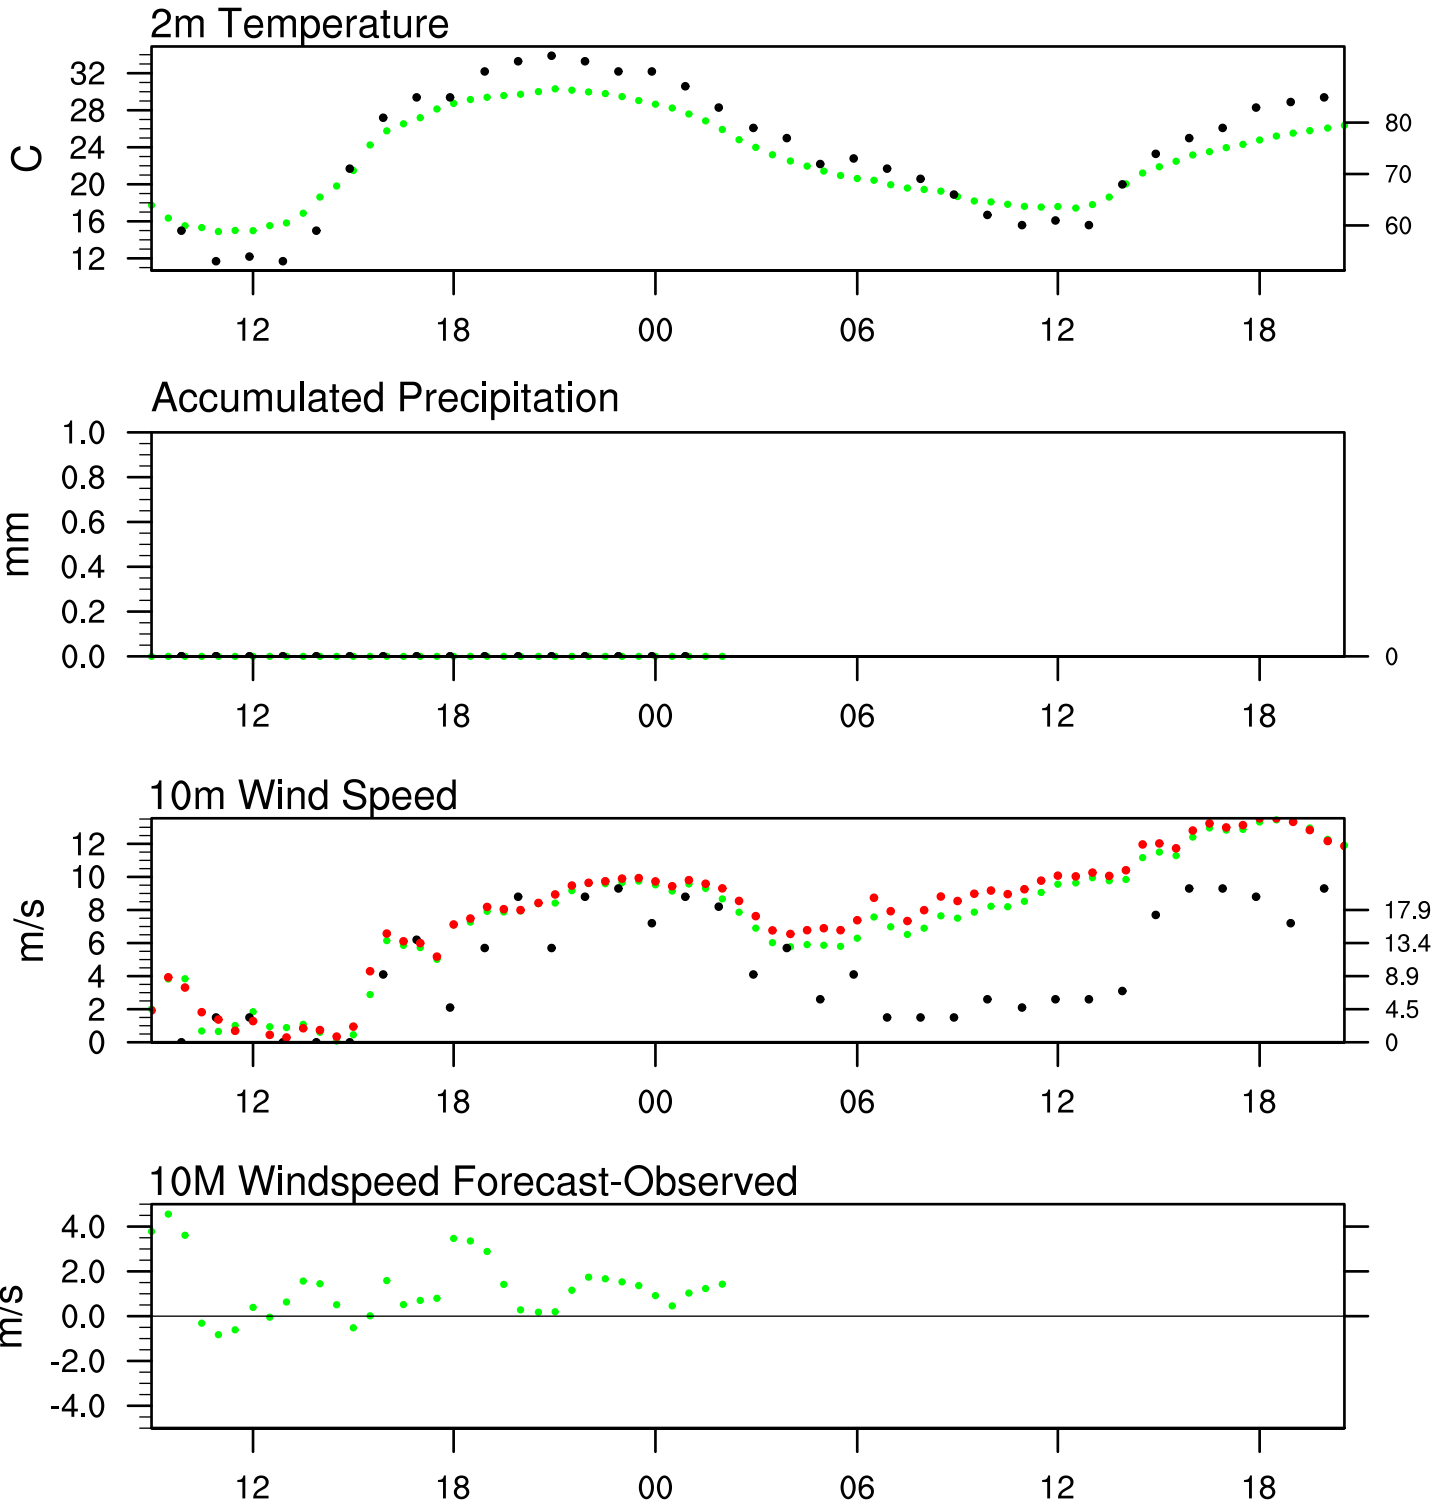 2m Temperature
32
28
24
20
16
12
C
80
70
60
12 18 00 06 12 18
Accumulated Precipitation
1.0
0.8
0.6
0.4
0.2
0.0
mm
0
12 18 00 06 12 18
10m Wind Speed
12
10
8
6
4
2
0
m/s
17.9
13.4
8.9
4.5
0
12 18 00 06 12 18
10M Windspeed Forecast-Observed
4.0
2.0
0.0
-2.0
-4.0
m/s
12 18 00 06 12 18